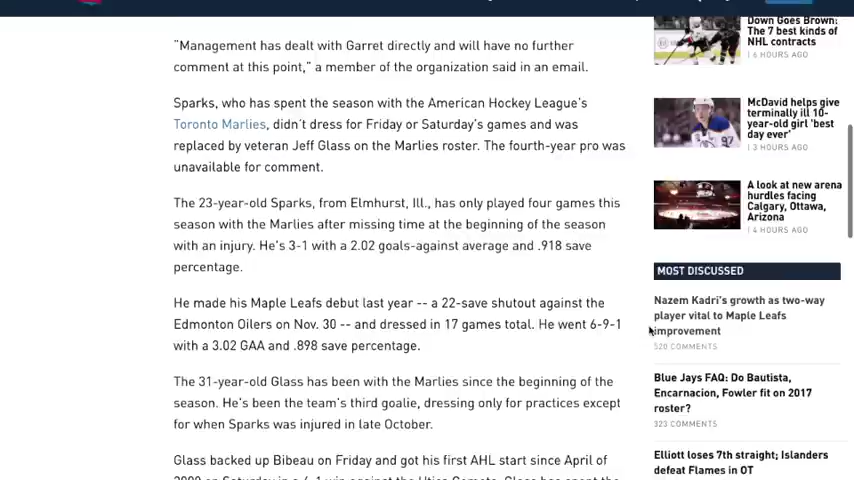 "Management has dealt with Garret directly and will have no further
comment at this point," a member of the organization said in an email.
Sparks, who has spent the season with the American Hockey League's
Toronto Marlies, didn't dress for Friday or Saturday's games and was
replaced by veteran Jeff Glass on the Marlies roster. The fourth-year pro was
unavailable for comment.
The 23-year-old Sparks, from Elmhurst, Ill., has only played four games this
season with the Marlies after missing time at the beginning of the season
with an injury. He's 3-1 with a 2.02 goals-against average and .918 save
percentage.
He made his Maple Leafs debut last year -- a 22-save shutout against the
Edmonton Oilers on Nov. 30 -- and dressed in 17 games total. He went 6-9-1
with a 3.02 GAA and .898 save percentage.
The 31-year-old Glass has been with the Marlies since the beginning of the
season. He's been the team's third goalie, dressing only for practices except
for when Sparks was injured in late October.
Glass backed up Bibeau on Friday and got his first AHL start since April of
Down Goes Brown:
The 7 best kinds of
NHL contracts
| 6 HOURS AGO
McDavid helps give
terminally ill 10-
year-old girl 'best
day ever'
| 3 HOURS AGO
A look at new arena
hurdles facing
Calgary, Ottawa,
Arizona
| 4 HOURS AGO
MOST DISCUSSED
Nazem Kadri's growth as two-way
player vital to Maple Leafs
improvement
520 COMMENTS
Blue Jays FAQ: Do Bautista,
Encarnacion, Fowler fit on 2017
roster?
323 COMMENTS
Elliott loses 7th straight; Islanders
defeat Flames in OT